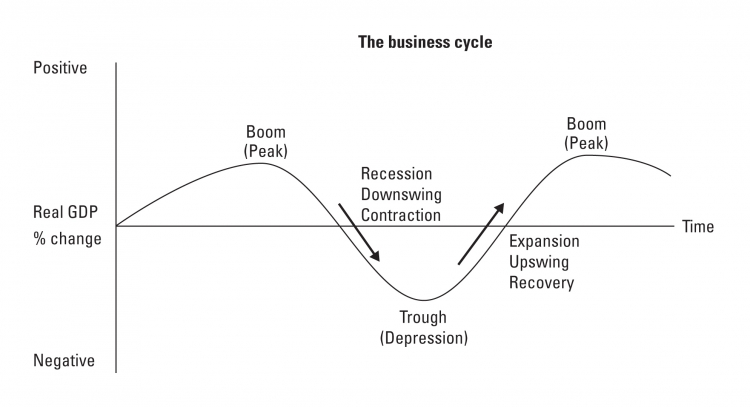 The business cycle
Positive
Boom
(Peak)
Boom
(Peak)
Recession
Downswing
Contraction
Real GDP
% change
Time
Expansion
Upswing
Recovery
Trough
(Depression)
Negative